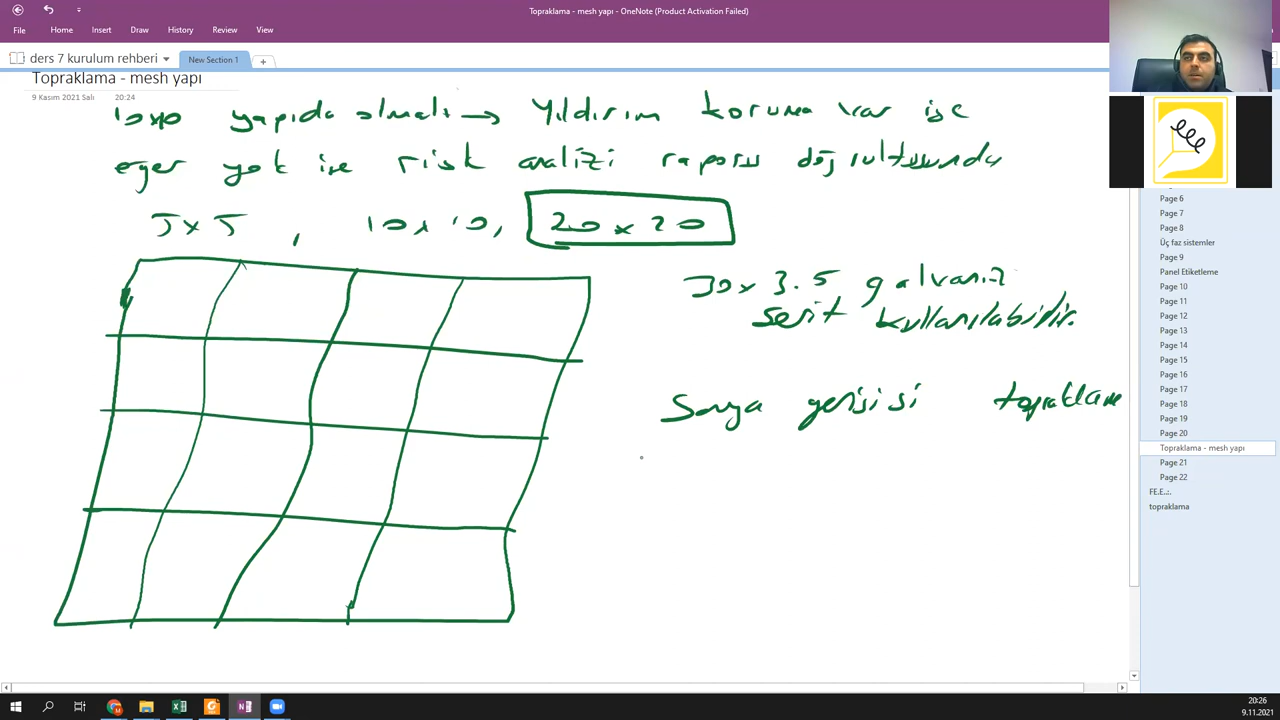 Topraklama - mesh yapı - OneNote (Product Activation Failed)
File Home Insert Draw History Review View
ders 7 kurulum rehberi
New Section 1
Topraklama - mesh yapı
9 Kasım 2021 Salı 20:24
10x10 yapıda olmalı → Yıldırım koruma var ise
eğer yok ise risk analizi raporu doğrultusunda
5x5 , 10x10, 20x20
30x3.5 galvaniz
şerit kullanılabilir.
topraklama
Page 6
Page 7
Page 8
Üç faz sistemler
Page 9
Panel Etiketleme
Page 10
Page 11
Page 12
Page 13
Page 14
Page 15
Page 16
Page 17
Page 18
Page 19
Page 20
Topraklama - mesh yapı
Page 21
Page 22
FE.E..:.
topraklama
20:26
9.11.2021